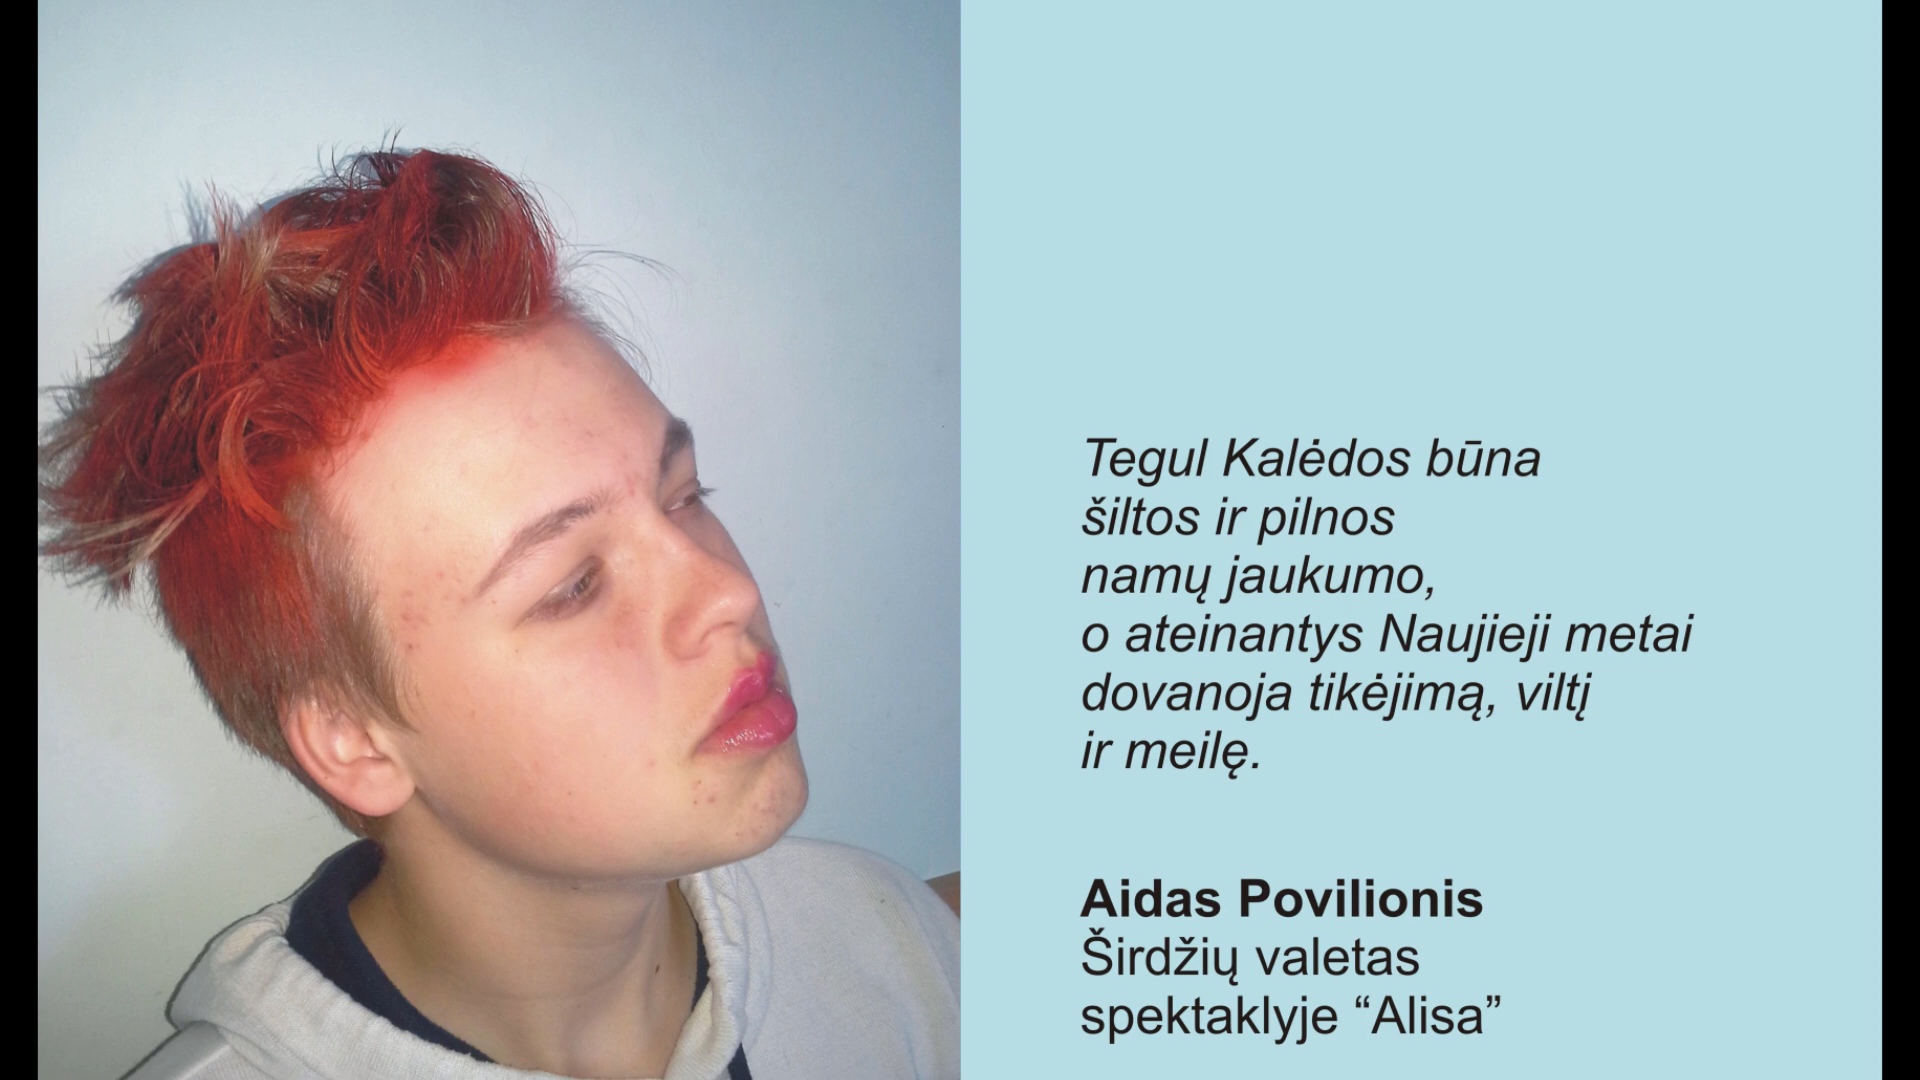 Tegul Kalėdos būna
šiltos ir pilnos
namų jaukumo,
o ateinantys Naujieji metai
dovanoja tikėjimą, viltį
ir meilę.
Aidas Povilionis
Širdžių valetas
spektaklyje “Alisa”